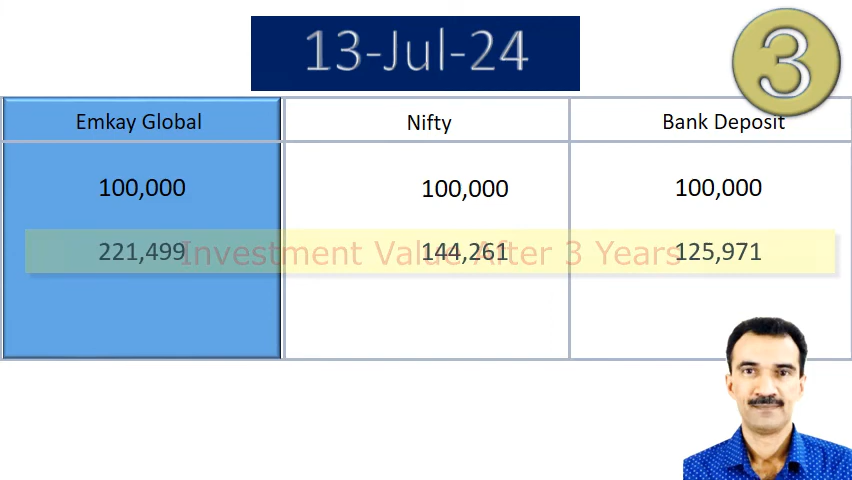 13-Jul-24
3
Emkay Global Nifty Bank Deposit
100,000 100,000 100,000
221,499 144,261 125,971
Investment Value After 3 Years